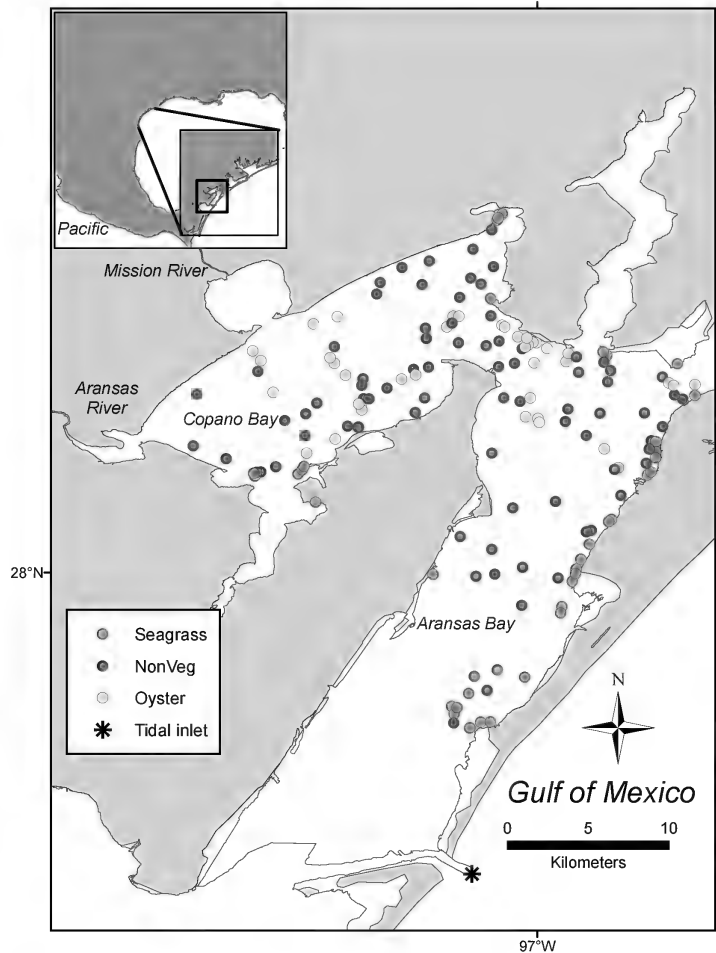 Pacific
Mission River
Aransas
River
Copano Bay
28°N
Seagrass
NonVeg
Oyster
Tidal inlet
Aransas Bay
N
Gulf of Mexico
0 5 10
Kilometers
97°W